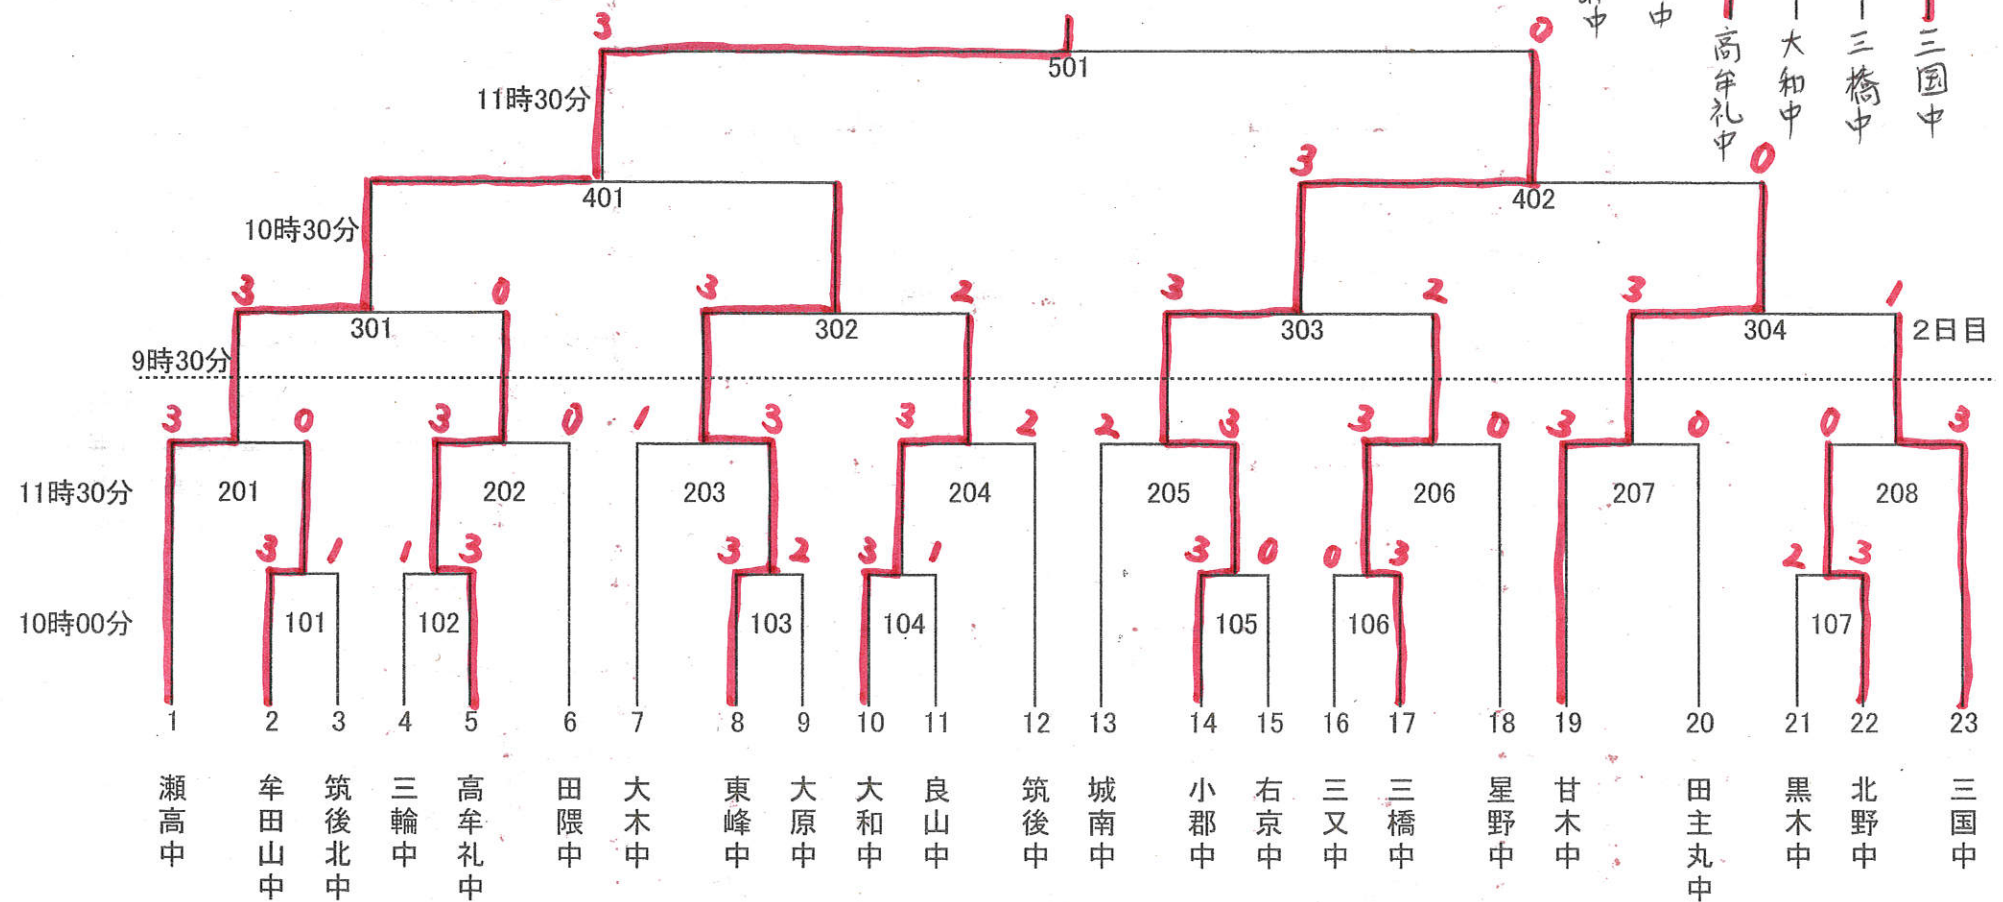 中
中
高牟礼中
大和中
三橋中
三国中
3 0
501
11時30分
3 0
401 402
10時30分
3 0 3 2 3 2 3 1
301 302 303 304 2日目
9時30分
3 0 3 0 1 3 3 2 2 3 3 0 3 0 0 3
11時30分 201 202 203 204 205 206 207 208
3 1 1 3 3 2 3 1 3 0 0 3 2 3
10時00分 101 102 103 104 105 106 107
1 2 3 4 5 6 7 8 9 10 11 12 13 14 15 16 17 18 19 20 21 22 23
瀬高中
牟田山中
筑後北中
三輪中
高牟礼中
田隈中
大木中
東峰中
大原中
大和中
良山中
筑後中
城南中
小郡中
右京中
三又中
三橋中
星野中
甘木中
田主丸中
黒木中
北野中
三国中